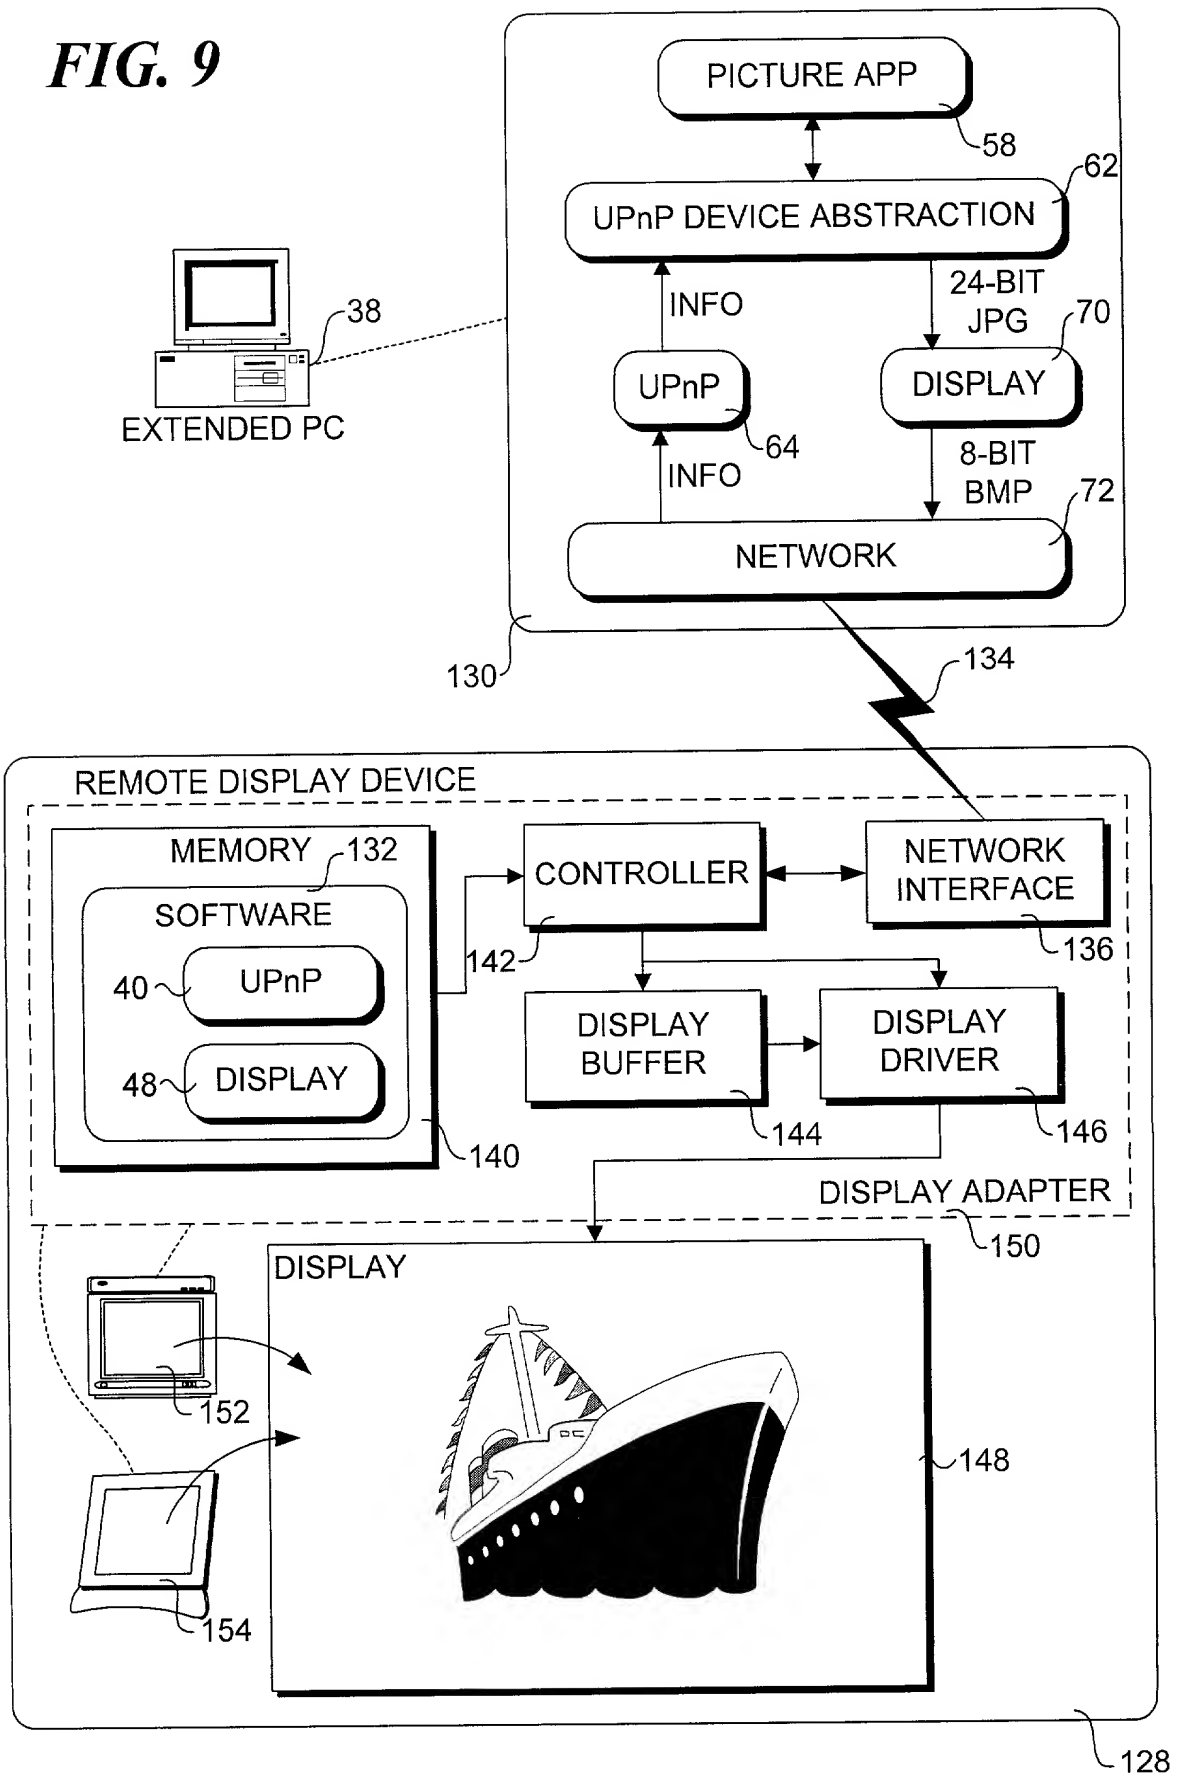 FIG. 9
PICTURE APP
58
62
UPnP DEVICE ABSTRACTION
INFO
24-BIT
JPG
70
38
UPnP
DISPLAY
EXTENDED PC
64
INFO
8-BIT
BMP
72
NETWORK
130
134
REMOTE DISPLAY DEVICE
MEMORY
132
SOFTWARE
40
UPnP
48
DISPLAY
140
CONTROLLER
142
NETWORK
INTERFACE
136
DISPLAY
BUFFER
144
DISPLAY
DRIVER
146
DISPLAY ADAPTER
150
DISPLAY
152
154
148
128